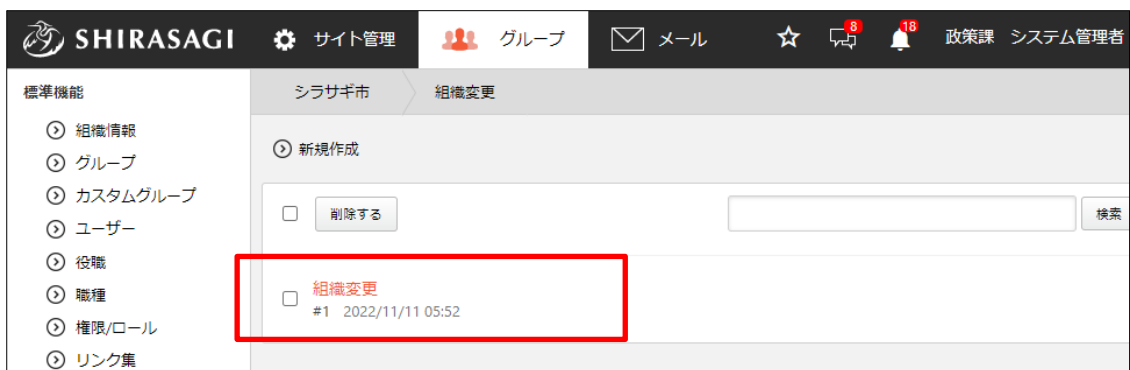 SHIRASAGI サイト管理 グループ メール 8 18 政策課 システム管理者
標準機能
シラサギ市 組織変更
組織情報
グループ
カスタムグループ
ユーザー
役職
職種
権限/ロール
リンク集
新規作成
削除する 検索
組織変更
#1 2022/11/11 05:52